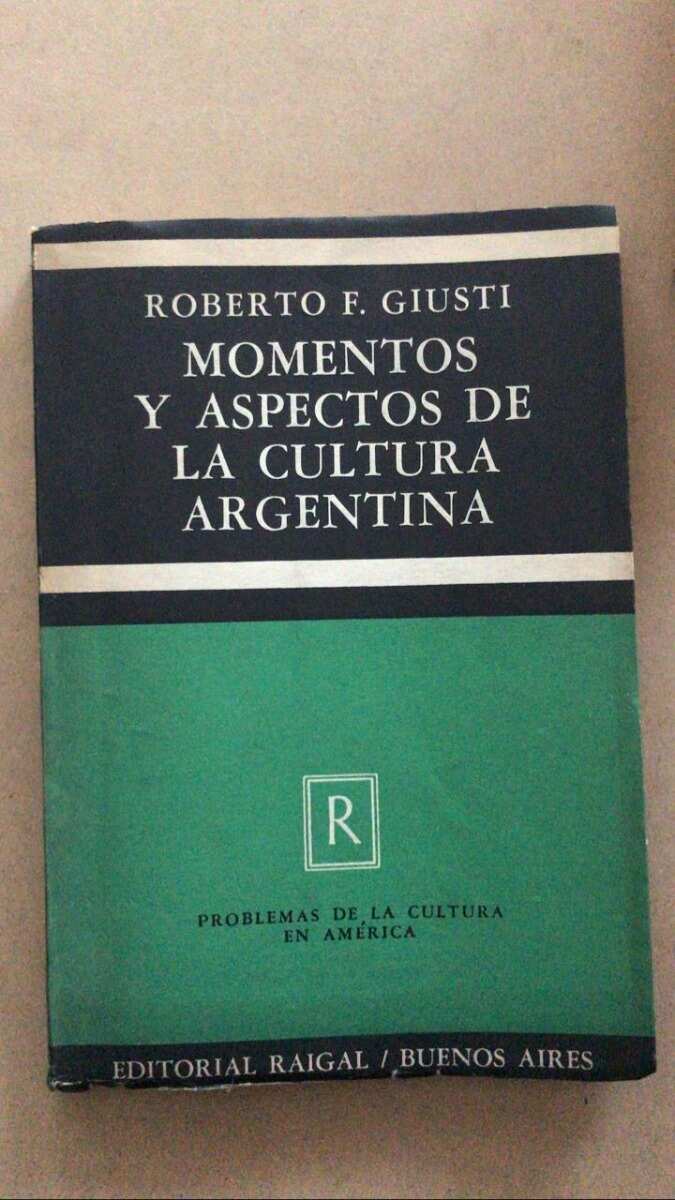 ROBERTO F. GIUSTI
MOMENTOS
Y ASPECTOS DE
LA CULTURA
ARGENTINA
R
PROBLEMAS DE LA CULTURA
EN AMÉRICA
EDITORIAL RAIGAL / BUENOS AIRES